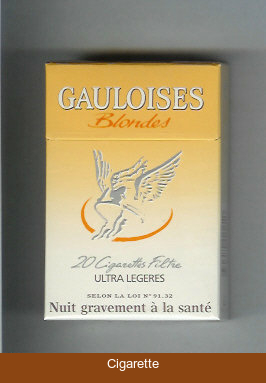 GAULOISES
Blondes
20 Cigarettes Filtre
ULTRA LEGERES
SELON LA LOI N° 91.32
Nuit gravement à la santé
Cigarette